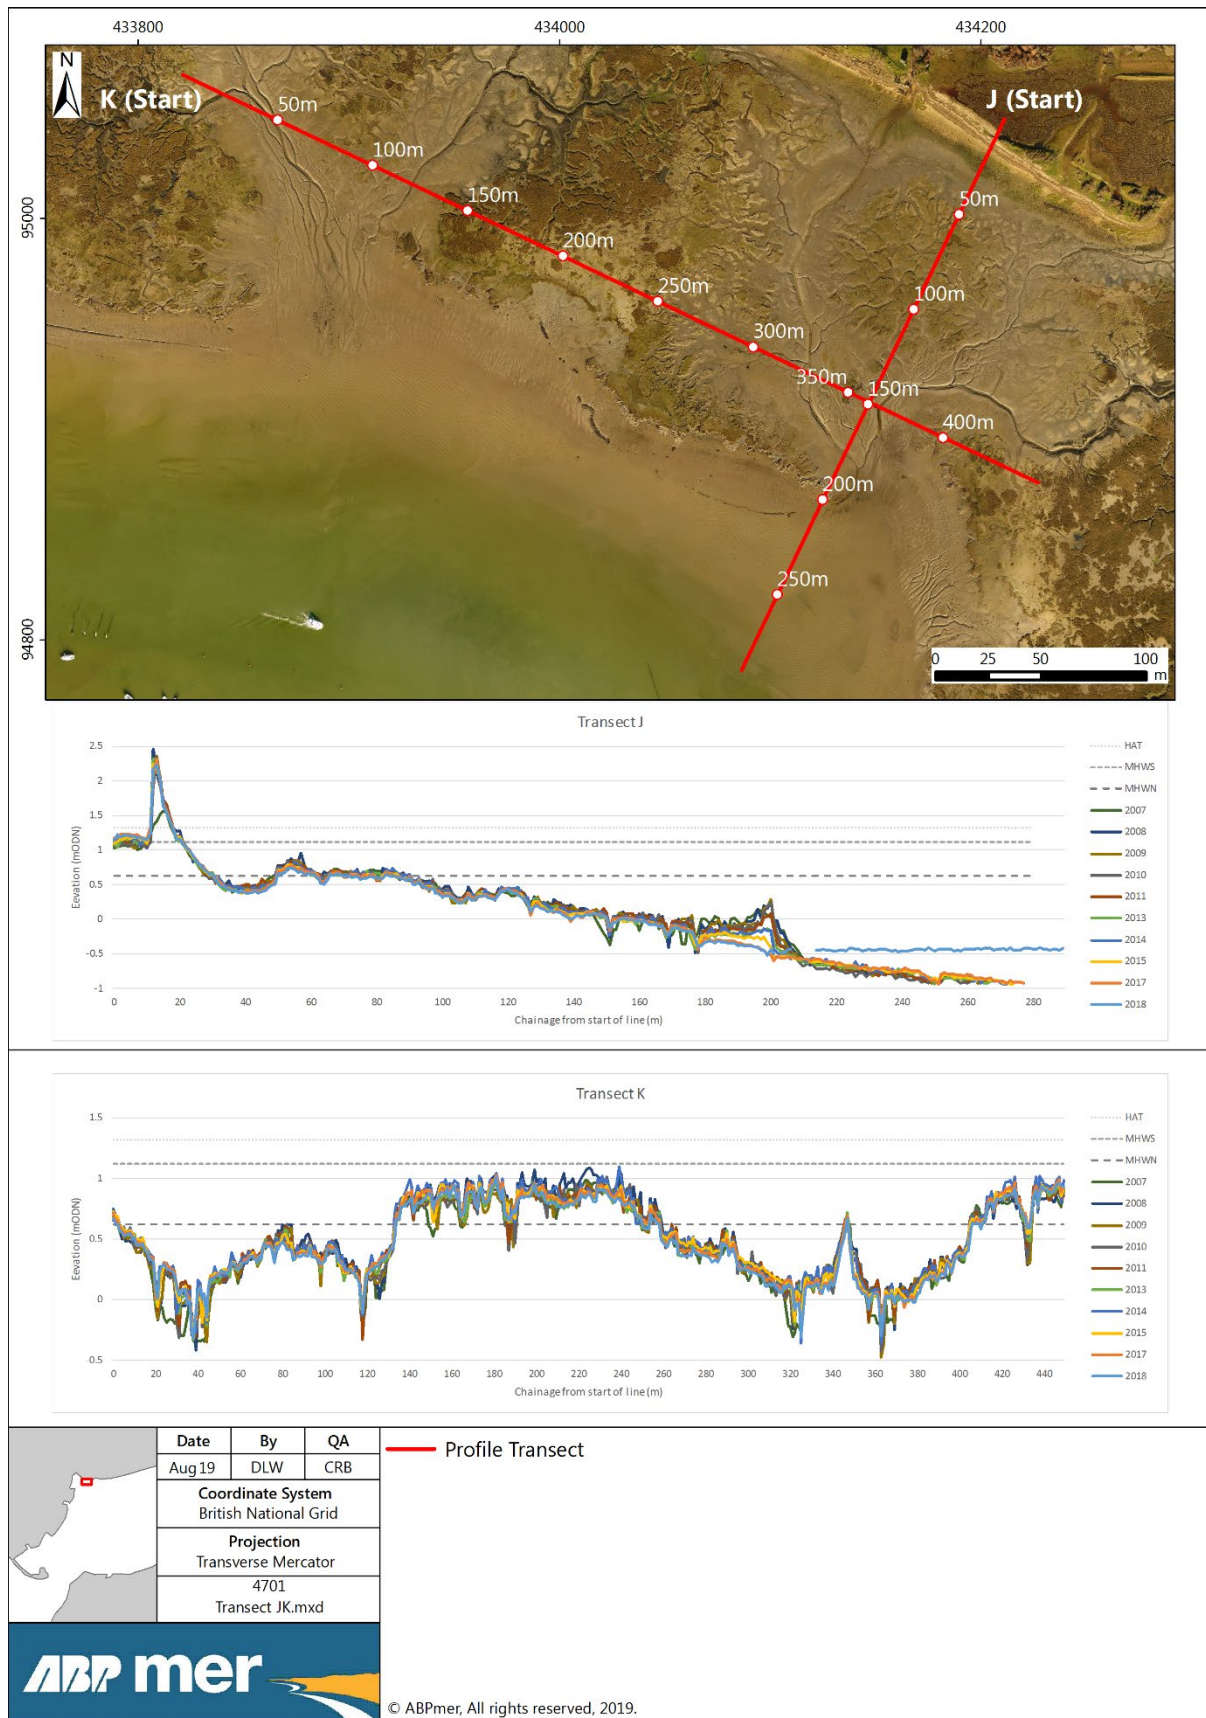 433800 434000 434200
N
K (Start)
J (Start)
50m
100m
150m
200m
250m
300m
350m
400m
50m
100m
150m
200m
250m
95000
94800
0 25 50 100
m
Transect J
Eevation (mODN)
2.5
2
1.5
1
0.5
0
-0.5
-1
0 20 40 60 80 100 120 140 160 180 200 220 240 260 280
Chainage from start of line (m)
HAT
MHWS
MHWN
2007
2008
2009
2010
2011
2013
2014
2015
2017
2018
Transect K
Eevation (mODN)
1.5
1
0.5
0
0.5
0 20 40 60 80 100 120 140 160 180 200 220 240 260 280 300 320 340 360 380 400 420 440
Chainage from start of line (m)
HAT
MHWS
MHWN
2007
2008
2009
2010
2011
2013
2014
2015
2017
2018
Date By QA
Aug 19 DLW CRB
Coordinate System
British National Grid
Projection
Transverse Mercator
4701
Transect JK.mxd
Profile Transect
ABP mer
© ABPmer, All rights reserved, 2019.